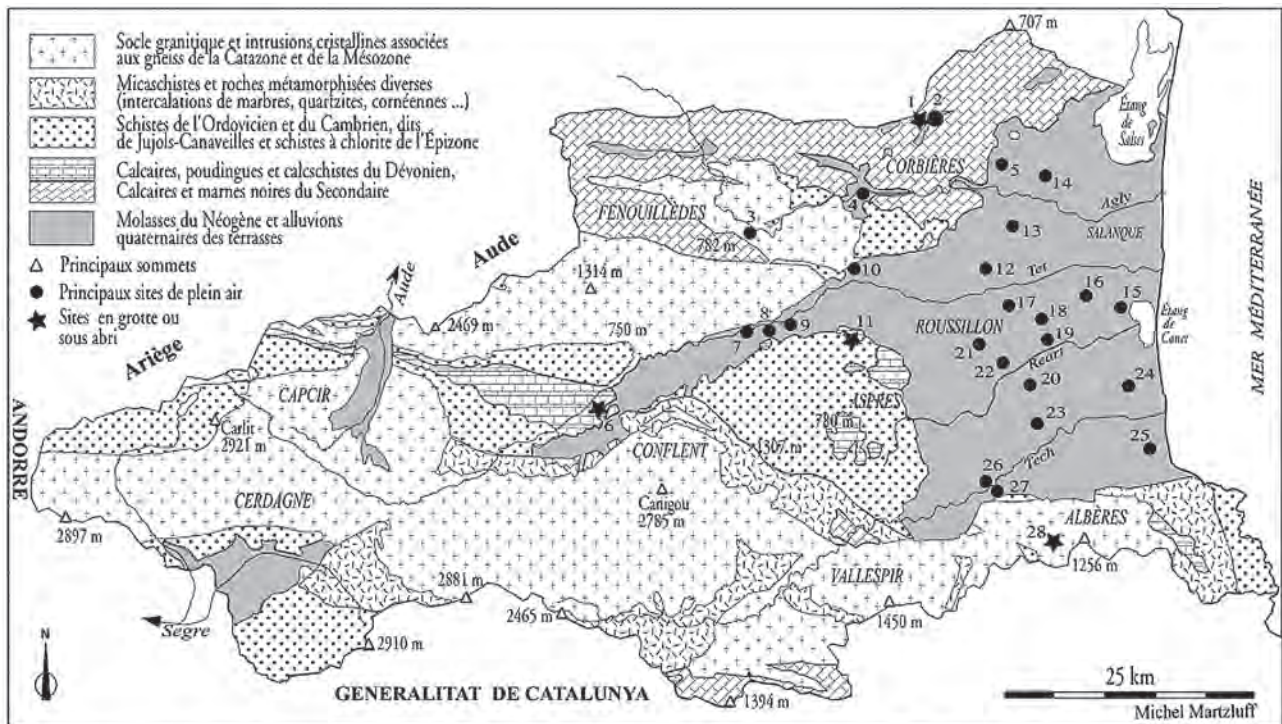 Socle granitique et intrusions cristallines associées
aux gneiss de la Catazone et de la Mésozone
Micaschistes et roches métamorphisées diverses
(intercalations de marbres, quartzites, cornéennes ...)
Schistes de l'Ordovicien et du Cambrien, dits
de Jujols-Canaveilles et schistes à chlorite de l'Épizone
Calcaires, poudingues et calcschistes du Dévonien,
Calcaires et marnes noires du Secondaire
Molasses du Néogène et alluvions
quaternaires des terrasses
Principaux sommets
Principaux sites de plein air
Sites en grotte ou
sous abri
707 m
1
2
Étang
de
Salses
CORBIÈRES
5
14
4
Agly
FENOUILLÈDES
3
782 m
13
SALANQUE
MER MÉDITERRANÉE
Aude
Aude
1314 m
10
12
Tet
16
15
17
18
8
9
11
7
750 m
2469 m
ROUSSILLON
19
Étang
de Canet
21
Reart
22
20
24
Ariège
CAPCIR
ASPRES
780 m
6
23
ANDORRE
Carlit
2921 m
CONFLENT
1307 m
Tech
25
26
27
CERDAGNE
Canigou
2785 m
2897 m
ALBÈRES
28
1256 m
VALLESPIR
2881 m
2465 m
1450 m
Segre
2910 m
N
GENERALITAT DE CATALUNYA
1394 m
25 km
Michel Martzluff